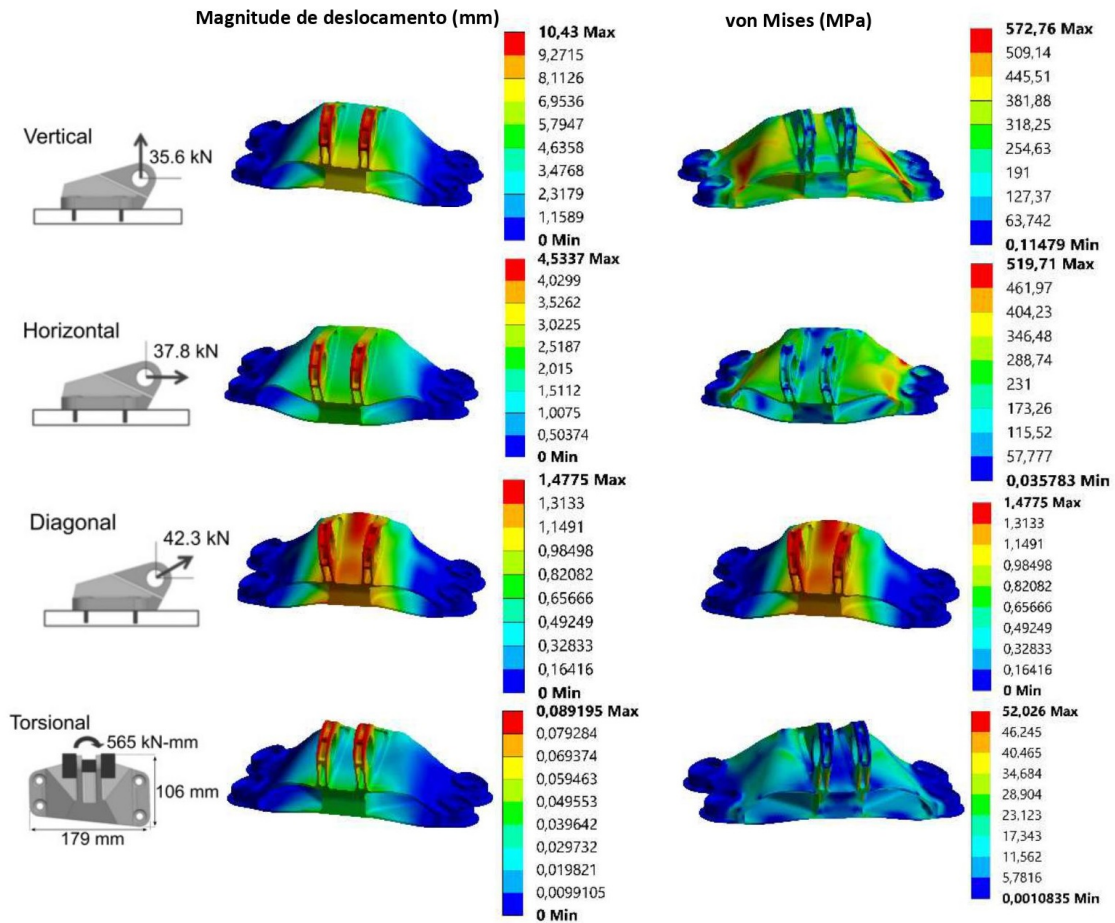 Magnitude de deslocamento (mm)
von Mises (MPa)
Vertical
35.6 kN
10,43 Max
9,2715
8,1126
6,9536
5,7947
4,6358
3,4768
2,3179
1,1589
0 Min
572,76 Max
509,14
445,51
381,88
318,25
254,63
191
127,37
63,742
0,11479 Min
Horizontal
37.8 kN
4,5337 Max
4,0299
3,5262
3,0225
2,5187
2,015
1,5112
1,0075
0,50374
0 Min
519,71 Max
461,97
404,23
346,48
288,74
231
173,26
115,52
57,777
0,035783 Min
Diagonal
42.3 kN
1,4775 Max
1,3133
1,1491
0,98498
0,82082
0,65666
0,49249
0,32833
0,16416
0 Min
1,4775 Max
1,3133
1,1491
0,98498
0,82082
0,65666
0,49249
0,32833
0,16416
0 Min
Torsional
565 kN-mm
106 mm
179 mm
0,089195 Max
0,079284
0,069374
0,059463
0,049553
0,039642
0,029732
0,019821
0,0099105
0 Min
52,026 Max
46,245
40,465
34,684
28,904
23,123
17,343
11,562
5,7816
0,0010835 Min